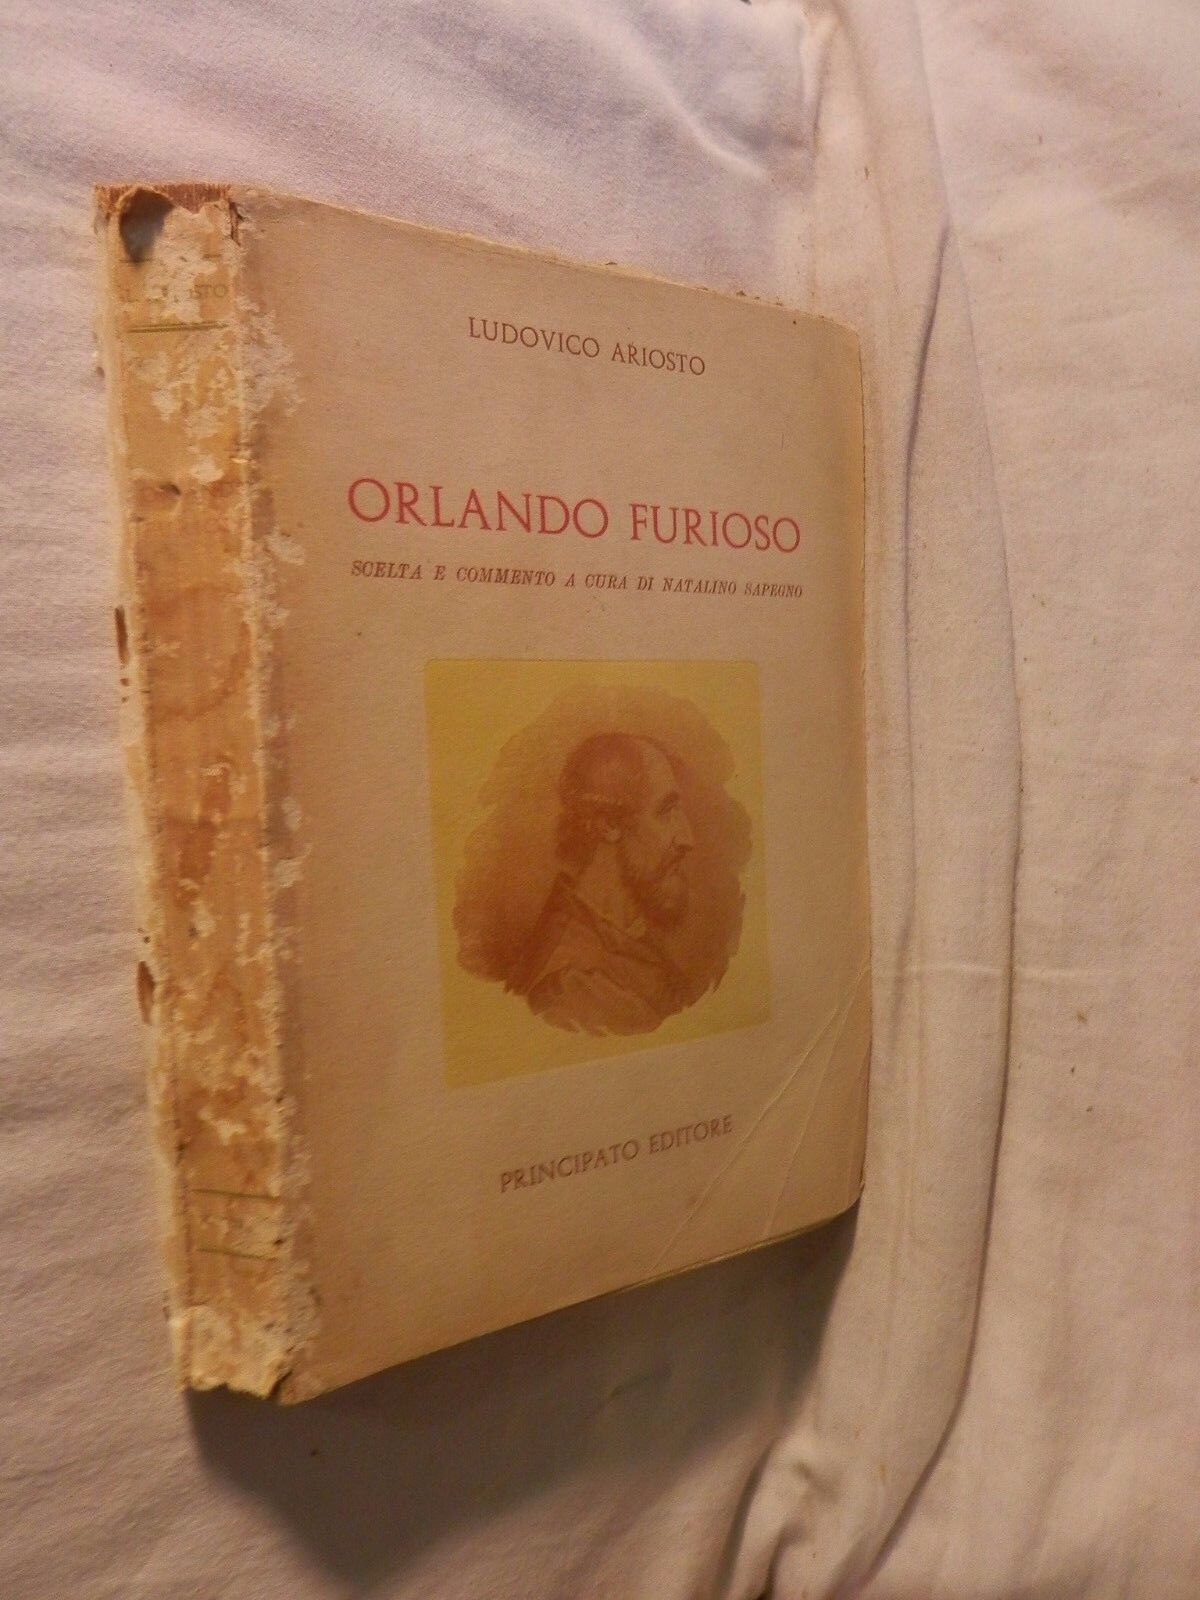 LUDOVICO ARIOSTO
ORLANDO FURIOSO
SCELTA E COMMENTO A CURA DI NATALINO SAPEGNO
PRINCIPATO EDITORE